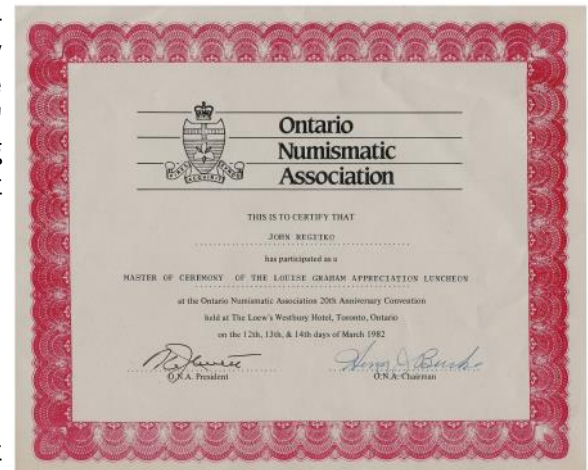 Ontario
Numismatic
Association
THIS IS TO CERTIFY THAT
JOHN REGITKO
has participated as a
MASTER OF CEREMONY OF THE LOUISE GRAHAM APPRECIATION LUNCHEON
at the Ontario Numismatic Association 20th Anniversary Convention
held at The Loew's Westbury Hotel, Toronto, Ontario
on the 12th, 13th, & 14th days of March 1982
O.N.A. President
O.N.A. Chairman